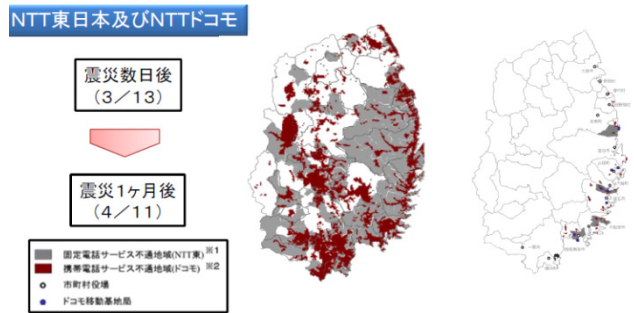 NTT東日本及びNTTドコモ
震災数日後
（3／13）
震災1ヶ月後
（4／11）
固定電話サービス不通地域(NTT東)※1
携帯電話サービス不通地域(ドコモ)※2
市町村役場
ドコモ移動基地局